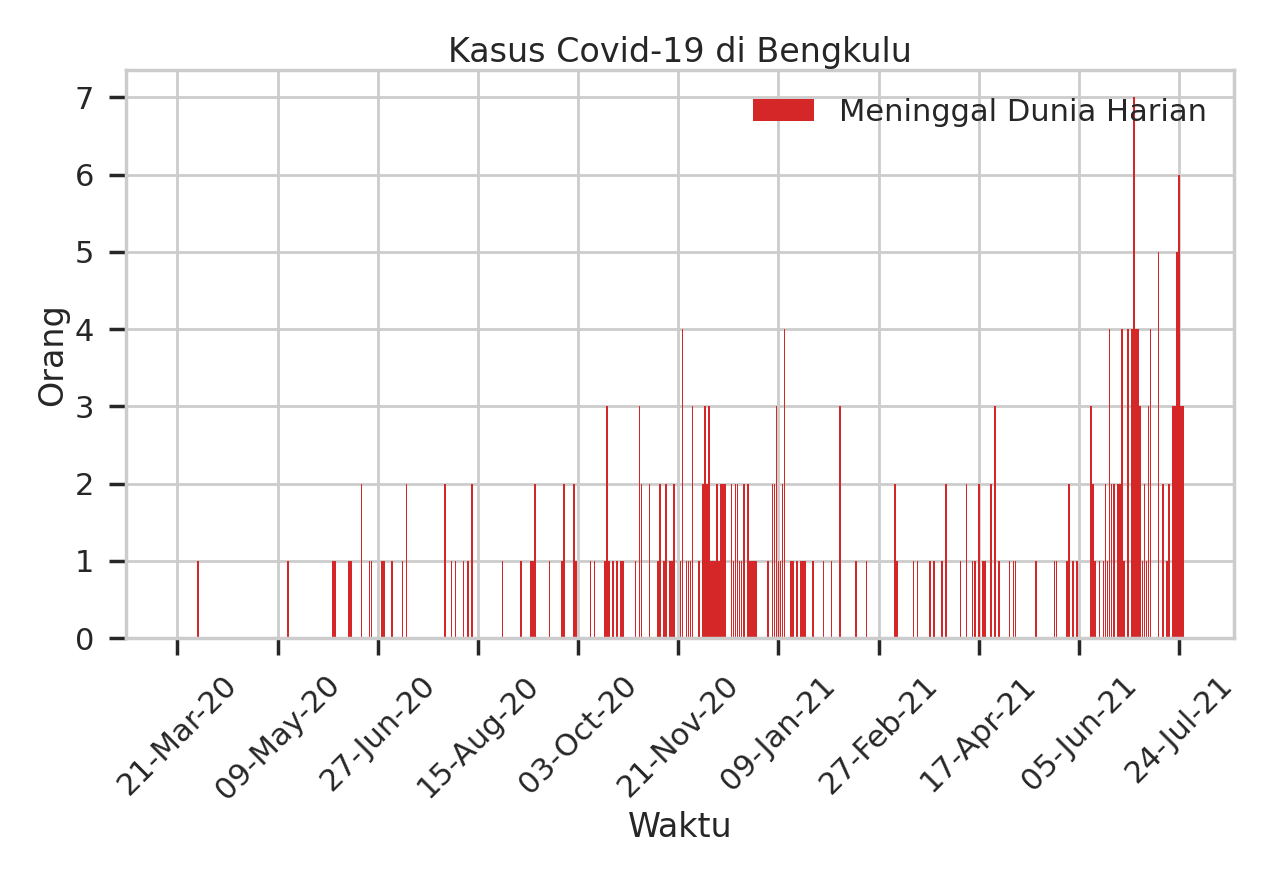 Kasus Covid-19 di Bengkulu
Meninggal Dunia Harian
7
6
5
4
3
2
1
0
Orang
21-Mar-20
09-May-20
27-Jun-20
15-Aug-20
03-Oct-20
21-Nov-20
09-Jan-21
27-Feb-21
17-Apr-21
05-Jun-21
24-Jul-21
Waktu